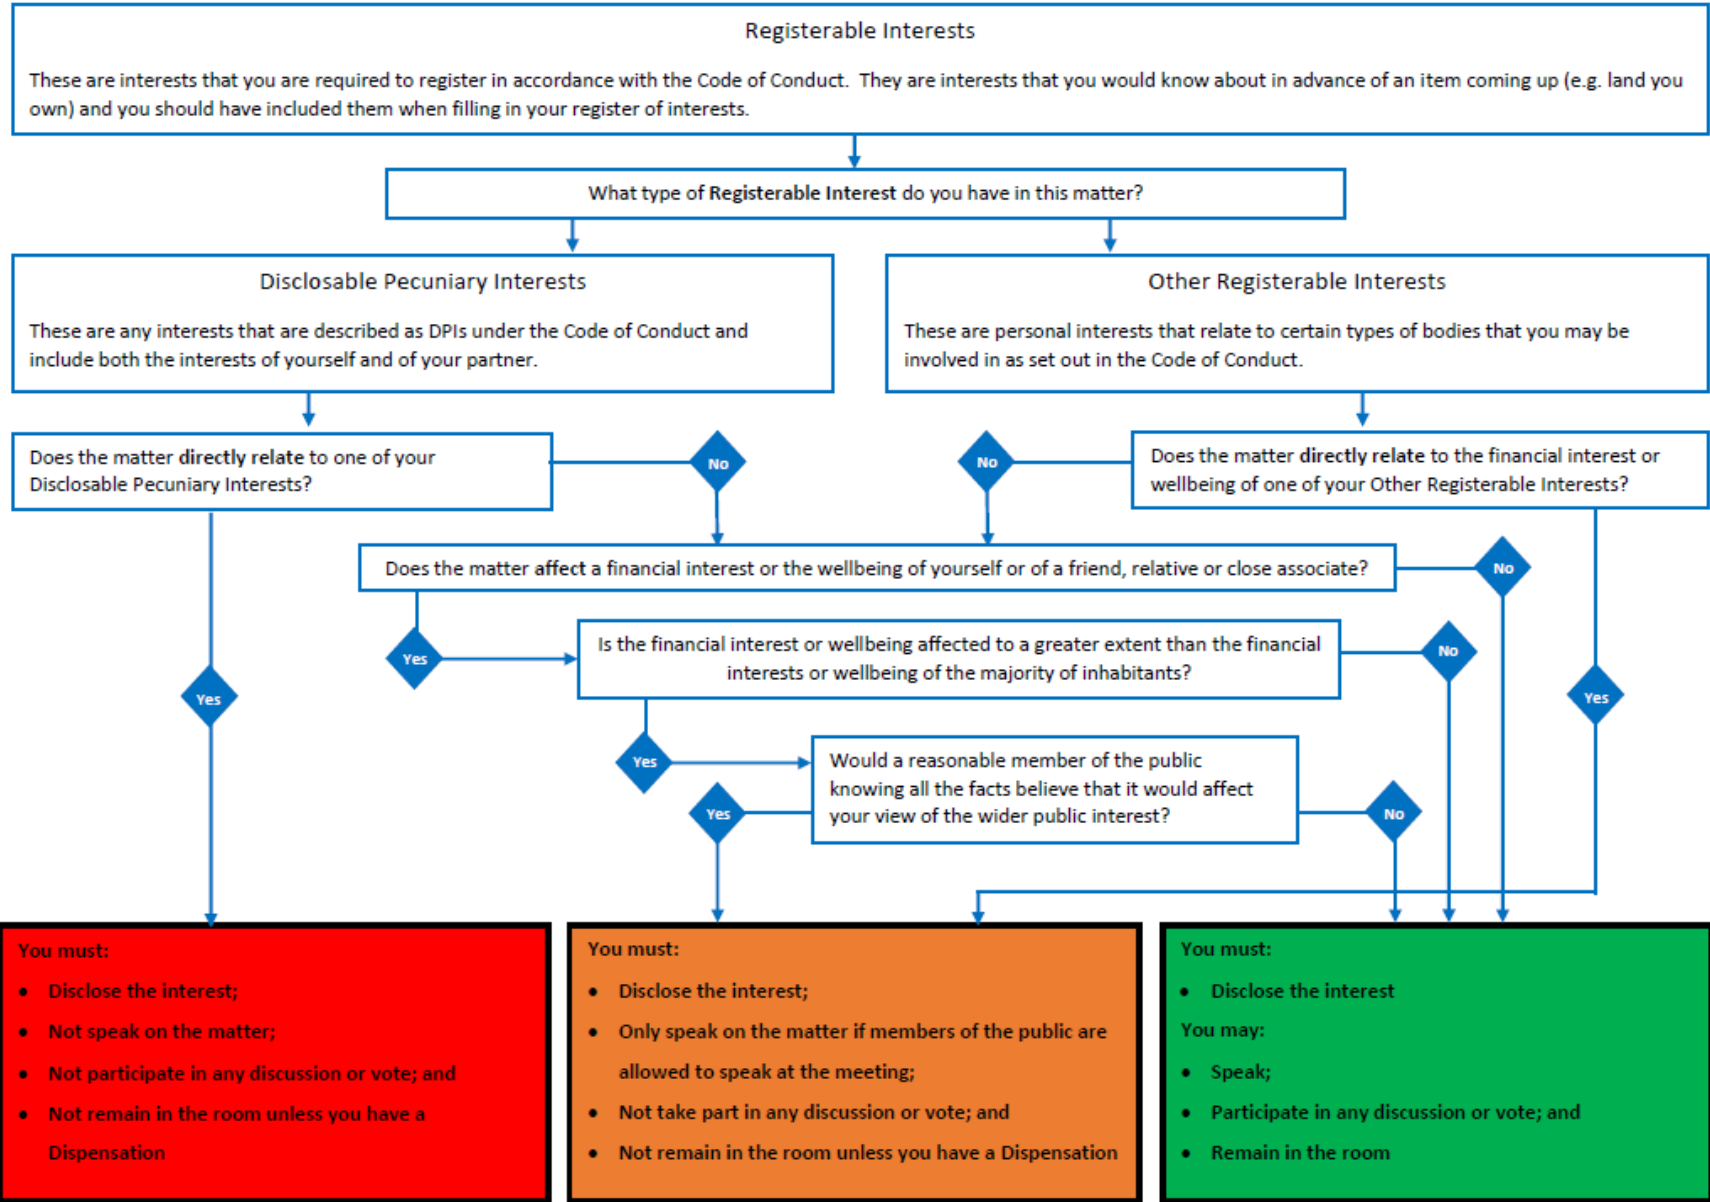 Registerable Interests
These are interests that you are required to register in accordance with the Code of Conduct. They are interests that you would know about in advance of an item coming up (e.g. land you
own) and you should have included them when filling in your register of interests.
What type of Registerable Interest do you have in this matter?
Disclosable Pecuniary Interests
These are any interests that are described as DPIs under the Code of Conduct and
include both the interests of yourself and of your partner.
Other Registerable Interests
These are personal interests that relate to certain types of bodies that you may be
involved in as set out in the Code of Conduct.
Does the matter directly relate to one of your
Disclosable Pecuniary Interests?
No
No
Does the matter directly relate to the financial interest or
wellbeing of one of your Other Registerable Interests?
Does the matter affect a financial interest or the wellbeing of yourself or of a friend, relative or close associate?
No
Yes
Is the financial interest or wellbeing affected to a greater extent than the financial
interests or wellbeing of the majority of inhabitants?
No
Yes
Yes
Yes
Would a reasonable member of the public
knowing all the facts believe that it would affect
your view of the wider public interest?
Yes
No
You must:
• Disclose the interest;
• Not speak on the matter;
• Not participate in any discussion or vote; and
• Not remain in the room unless you have a
Dispensation
You must:
• Disclose the interest;
• Only speak on the matter if members of the public are
allowed to speak at the meeting;
• Not take part in any discussion or vote; and
• Not remain in the room unless you have a Dispensation
You must:
• Disclose the interest
You may:
• Speak;
• Participate in any discussion or vote; and
• Remain in the room